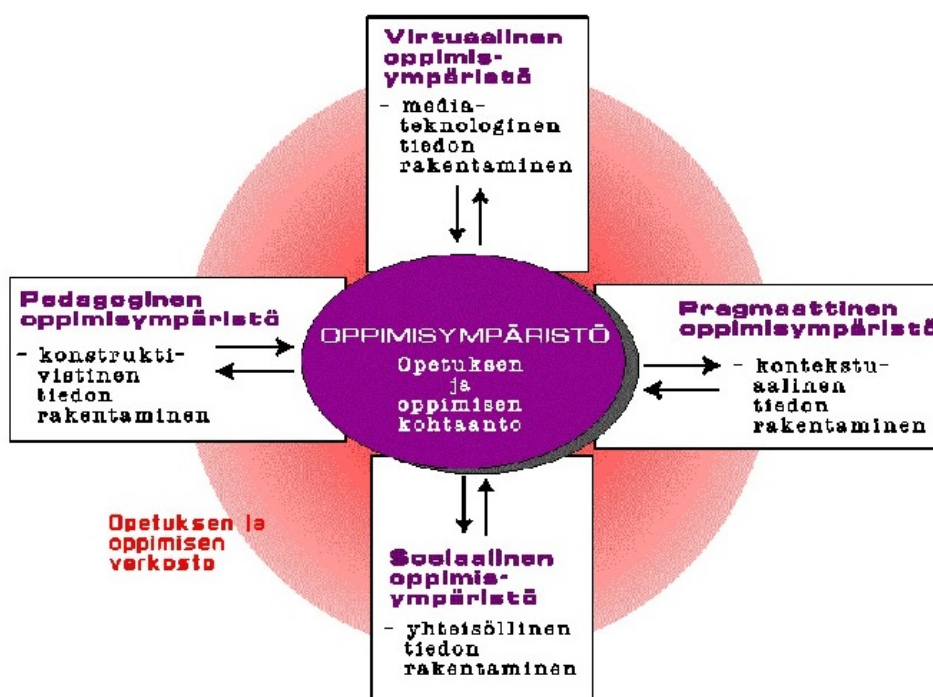 Virtuaalinen
oppimis-
ympäristö
- media-
teknologinen
tiedon
rakentaminen
Pedagoginen
oppimisympäristö
- konstrukti-
vistinen
tiedon
rakentaminen
OPPIMISYMPÄRISTÖ
Opetuksen
ja
oppimisen
kohtaanto
Pragmaattinen
oppimisympäristö
- kontekstu-
aalinen
tiedon
rakentaminen
Opetuksen ja
oppimisen
verkosto
Sosiaalinen
oppimis-
ympäristö
- yhteisöllinen
tiedon
rakentaminen